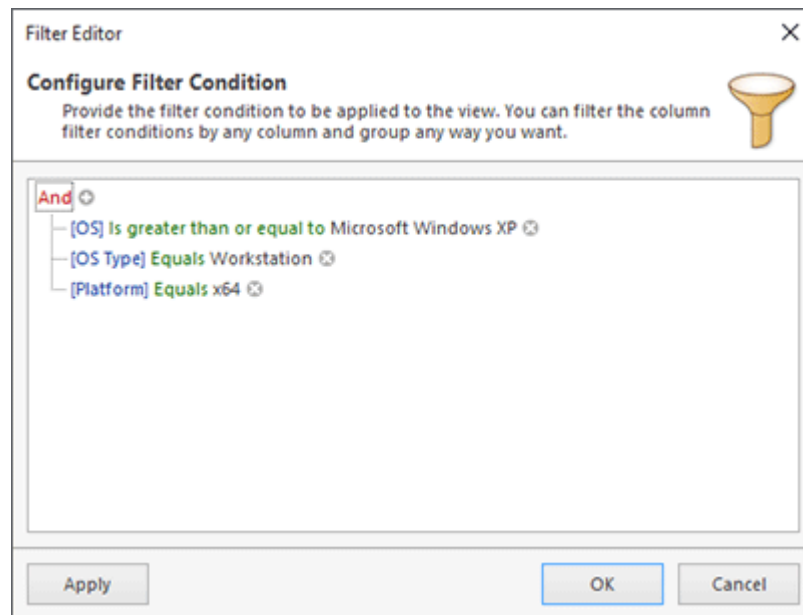 Filter Editor
Configure Filter Condition
Provide the filter condition to be applied to the view. You can filter the column
filter conditions by any column and group any way you want.
And
[OS] Is greater than or equal to Microsoft Windows XP
[OS Type] Equals Workstation
[Platform] Equals x64
Apply OK Cancel